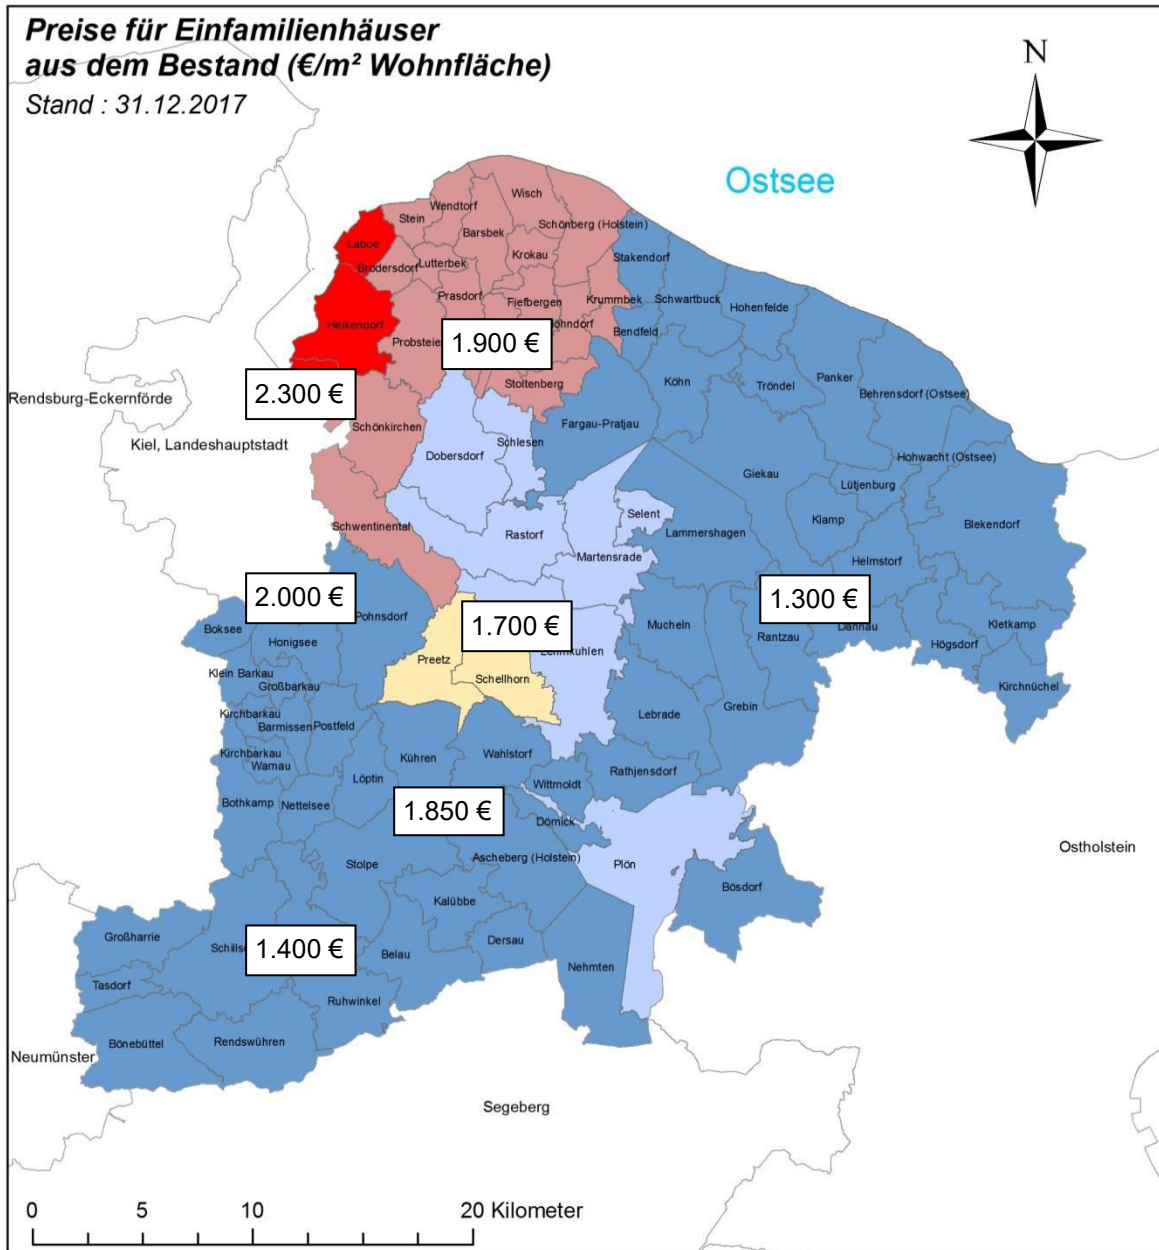 Preise für Einfamilienhäuser
aus dem Bestand (€/m² Wohnfläche)
Stand : 31.12.2017
N
Ostsee
Wisch
Wendtorf
Stein
Schönberg (Holstein)
Barsbek
Laboe
Krokau
Stakendorf
Lutterbek
Brodersdorf
Prasdorf
Fiefbergen
Krummbek
Schwartbuck
Hohenfelde
Heikendorf
Bendfeld
1.900 €
Stoltenberg
Köhn
Tröndel
Panker
Behrensdorf (Ostsee)
2.300 €
Rendsburg-Eckernförde
Schönkirchen
Fargau-Pratjau
Kiel, Landeshauptstadt
Schlesen
Dobersdorf
Hohwacht (Ostsee)
Giekau
Lütjenburg
Selent
Klamp
Blekendorf
Schwentinental
Rastorf
Lammershagen
Martensrade
Helmstorf
2.000 €
1.300 €
Pohnsdorf
1.700 €
Boksee
Mucheln
Rantzau
Dannau
Kletkamp
Honigsee
Högsdorf
Preetz
Lehmkuhlen
Klein Barkau
Schellhorn
Großbarkau
Kirchnüchel
Kirchbarkau
Barmissen
Postfeld
Lebrade
Grebin
Kirchbarkau
Warnau
Kühren
Wahlstorf
Löptin
Rathjensdorf
Wittmoldt
Bothkamp
Nettelsee
1.850 €
Dörnick
Ostholstein
Stolpe
Ascheberg (Holstein)
Plön
Bösdorf
Kalübbe
Großharrie
1.400 €
Dersau
Belau
Nehmten
Tasdorf
Ruhwinkel
Bönebüttel
Rendswühren
Neumünster
Segeberg
0 5 10 20 Kilometer